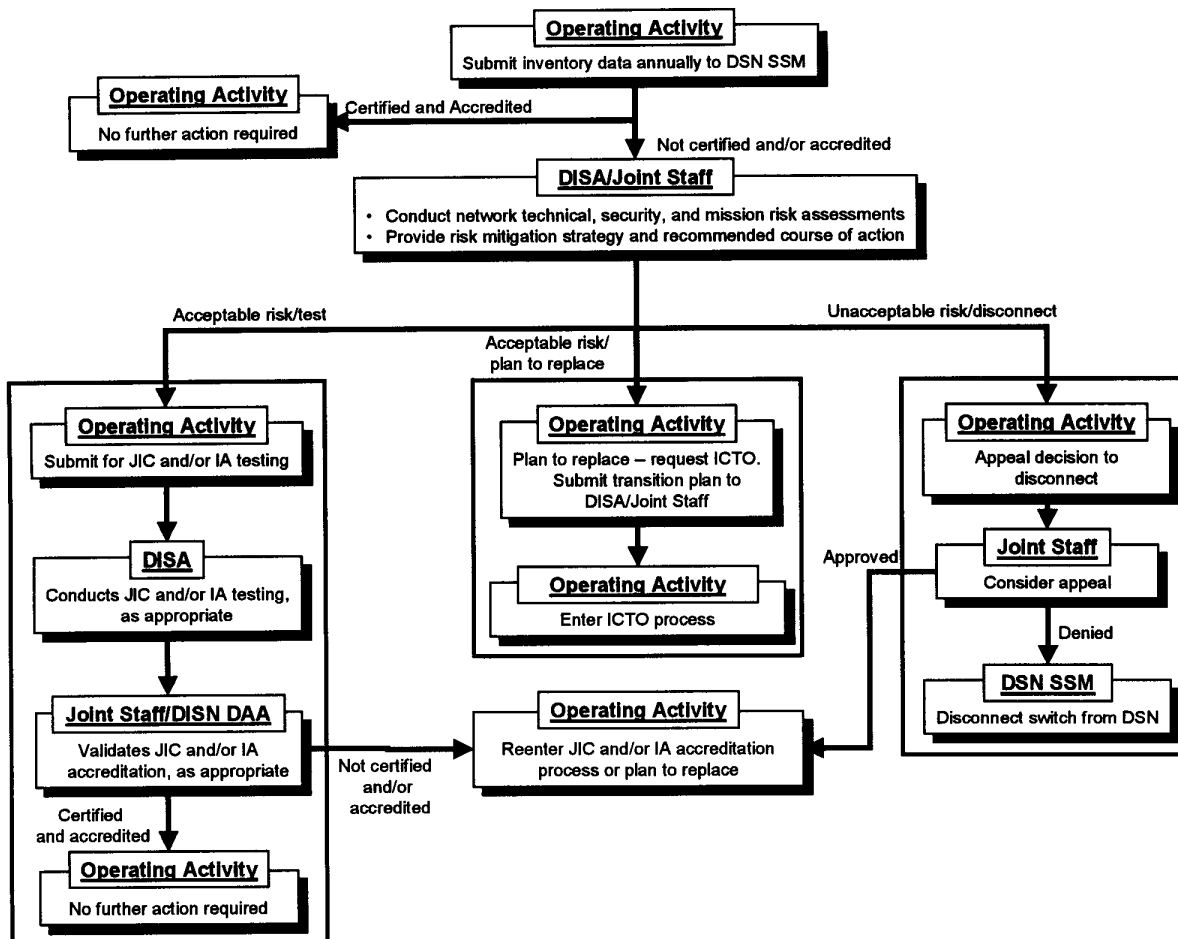 Operating Activity
Submit inventory data annually to DSN SSM
Operating Activity
No further action required
Certified and Accredited
Not certified and/or accredited
DISA/Joint Staff
• Conduct network technical, security, and mission risk assessments
• Provide risk mitigation strategy and recommended course of action
Acceptable risk/test
Acceptable risk/
plan to replace
Unacceptable risk/disconnect
Operating Activity
Submit for JIC and/or IA testing
DISA
Conducts JIC and/or IA testing,
as appropriate
Joint Staff/DISN DAA
Validates JIC and/or IA
accreditation, as appropriate
Certified
and accredited
Not certified
and/or
accredited
Operating Activity
No further action required
Operating Activity
Plan to replace – request ICTO.
Submit transition plan to
DISA/Joint Staff
Operating Activity
Enter ICTO process
Operating Activity
Reenter JIC and/or IA accreditation
process or plan to replace
Operating Activity
Appeal decision to
disconnect
Approved
Joint Staff
Consider appeal
Denied
DSN SSM
Disconnect switch from DSN